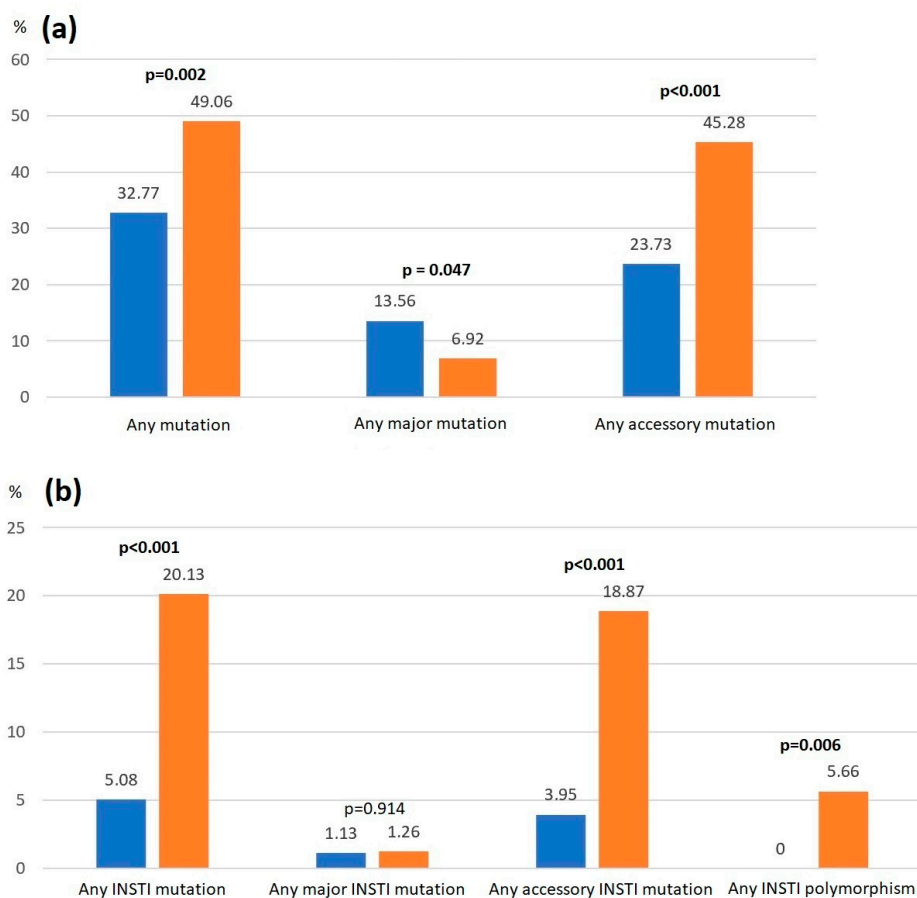 % (a)
60
p=0.002
49.06
p<0.001
50
45.28
40
32.77
30
p = 0.047
23.73
20
13.56
10
6.92
0
Any mutation Any major mutation Any accessory mutation
% (b)
25
p<0.001
20.13
p<0.001
18.87
20
15
10
p=0.006
5.66
5.08
5
p=0.914
3.95
1.13 1.26
0
0
Any INSTI mutation Any major INSTI mutation Any accessory INSTI mutation Any INSTI polymorphism